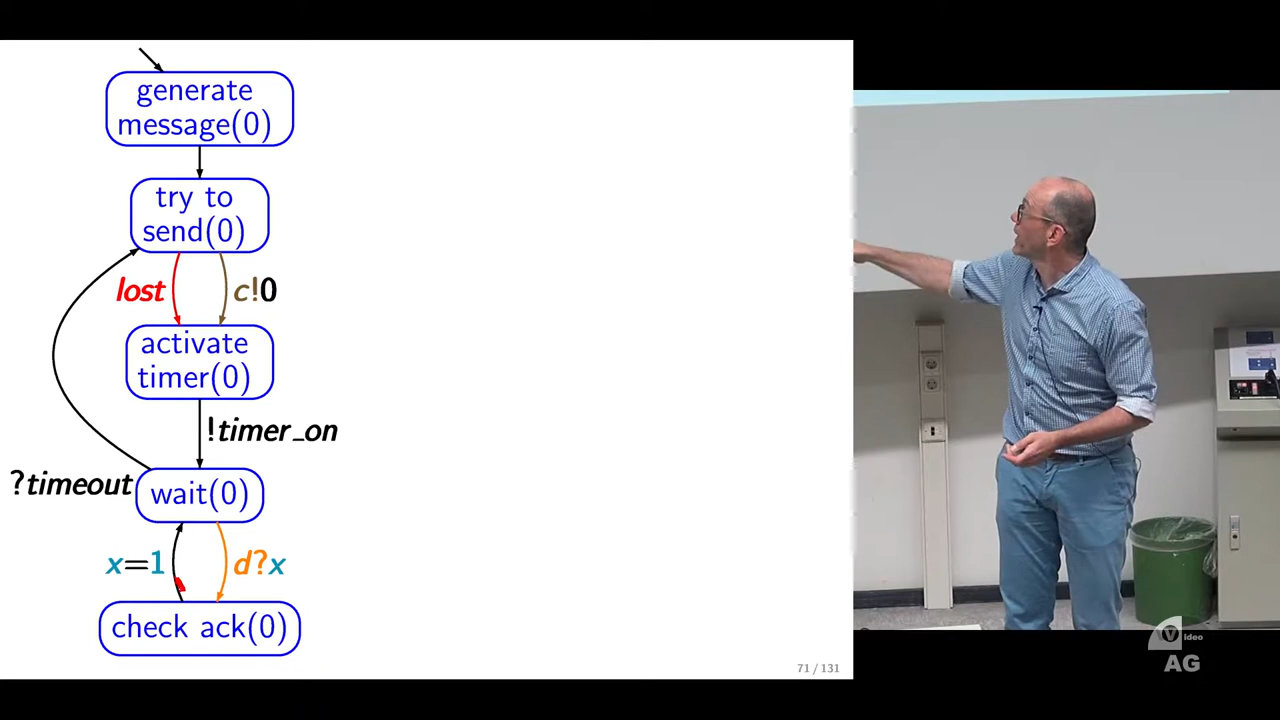 generate
message(0)
try to
send(0)
lost
c!0
activate
timer(0)
!timer_on
?timeout
wait(0)
x=1
d?x
check ack(0)
71 / 131
Video
AG